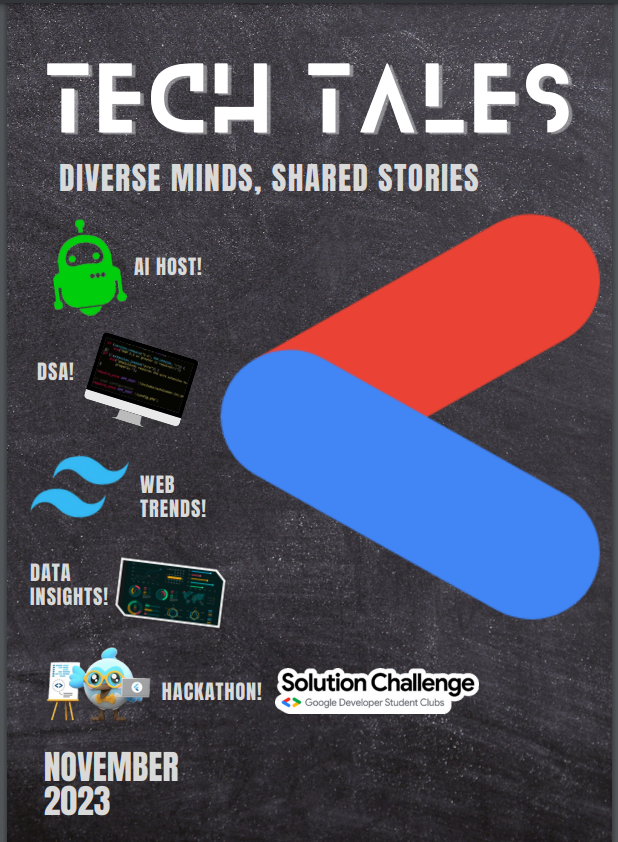 TECH TALES
DIVERSE MINDS, SHARED STORIES
AI HOST!
DSA!
WEB
TRENDS!
DATA
INSIGHTS!
HACKATHON!
Solution Challenge
Google Developer Student Clubs
NOVEMBER
2023